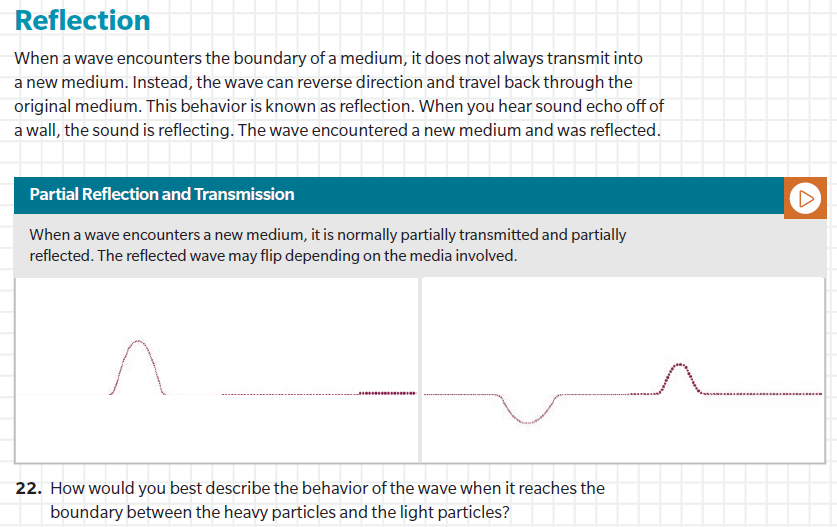 Reflection
When a wave encounters the boundary of a medium, it does not always transmit into
a new medium. Instead, the wave can reverse direction and travel back through the
original medium. This behavior is known as reflection. When you hear sound echo off of
a wall, the sound is reflecting. The wave encountered a new medium and was reflected.
Partial Reflection and Transmission
When a wave encounters a new medium, it is normally partially transmitted and partially
reflected. The reflected wave may flip depending on the media involved.
22. How would you best describe the behavior of the wave when it reaches the
boundary between the heavy particles and the light particles?